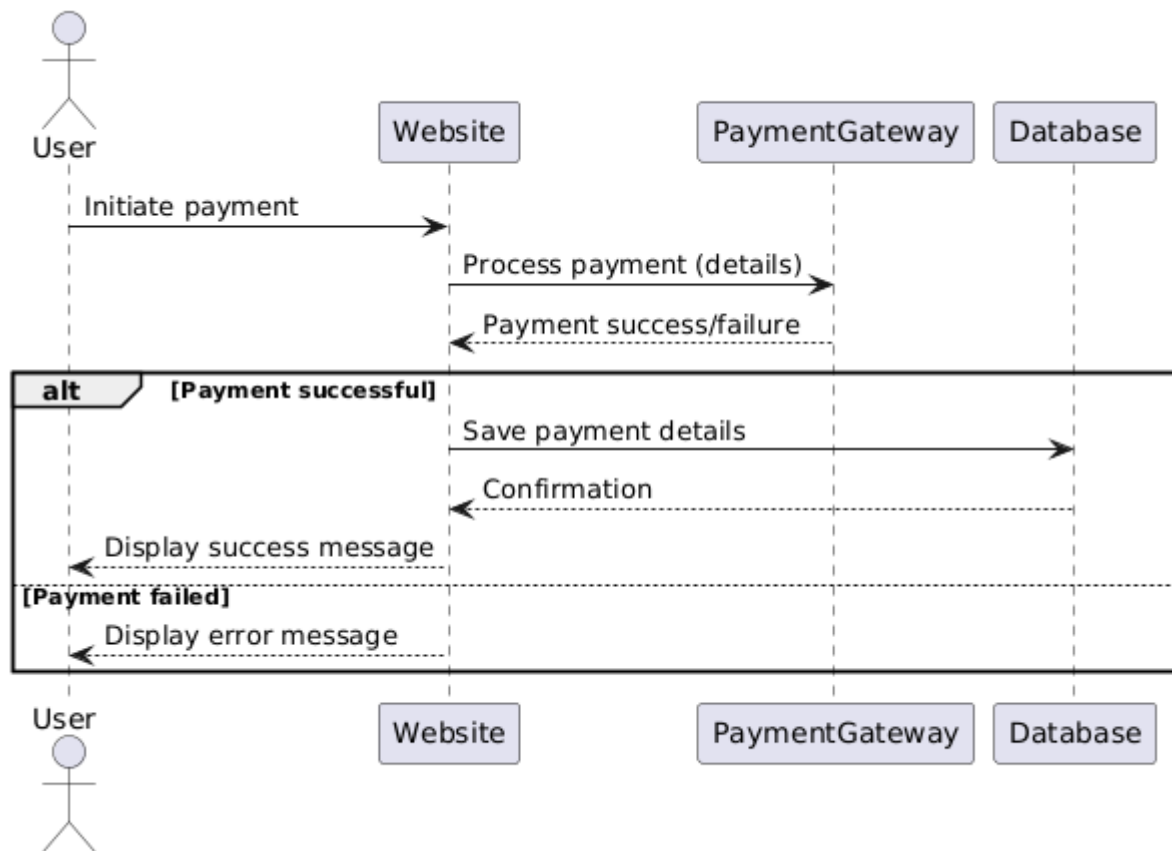 User
Website
PaymentGateway
Database
Initiate payment
Process payment (details)
Payment success/failure
alt
[Payment successful]
Save payment details
Confirmation
Display success message
[Payment failed]
Display error message
User
Website
PaymentGateway
Database